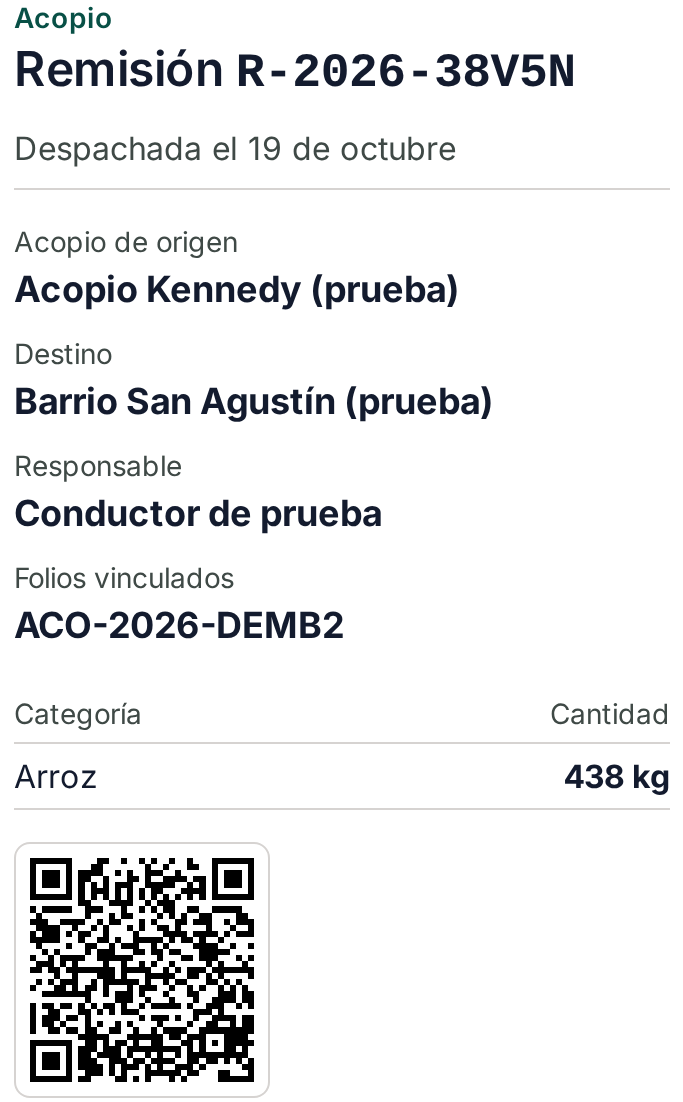 Acopio
Remisión R-2026-38V5N
Despachada el 19 de octubre
Acopio de origen
Acopio Kennedy (prueba)
Destino
Barrio San Agustín (prueba)
Responsable
Conductor de prueba
Folios vinculados
ACO-2026-DEMB2
Categoría Cantidad
Arroz 438 kg